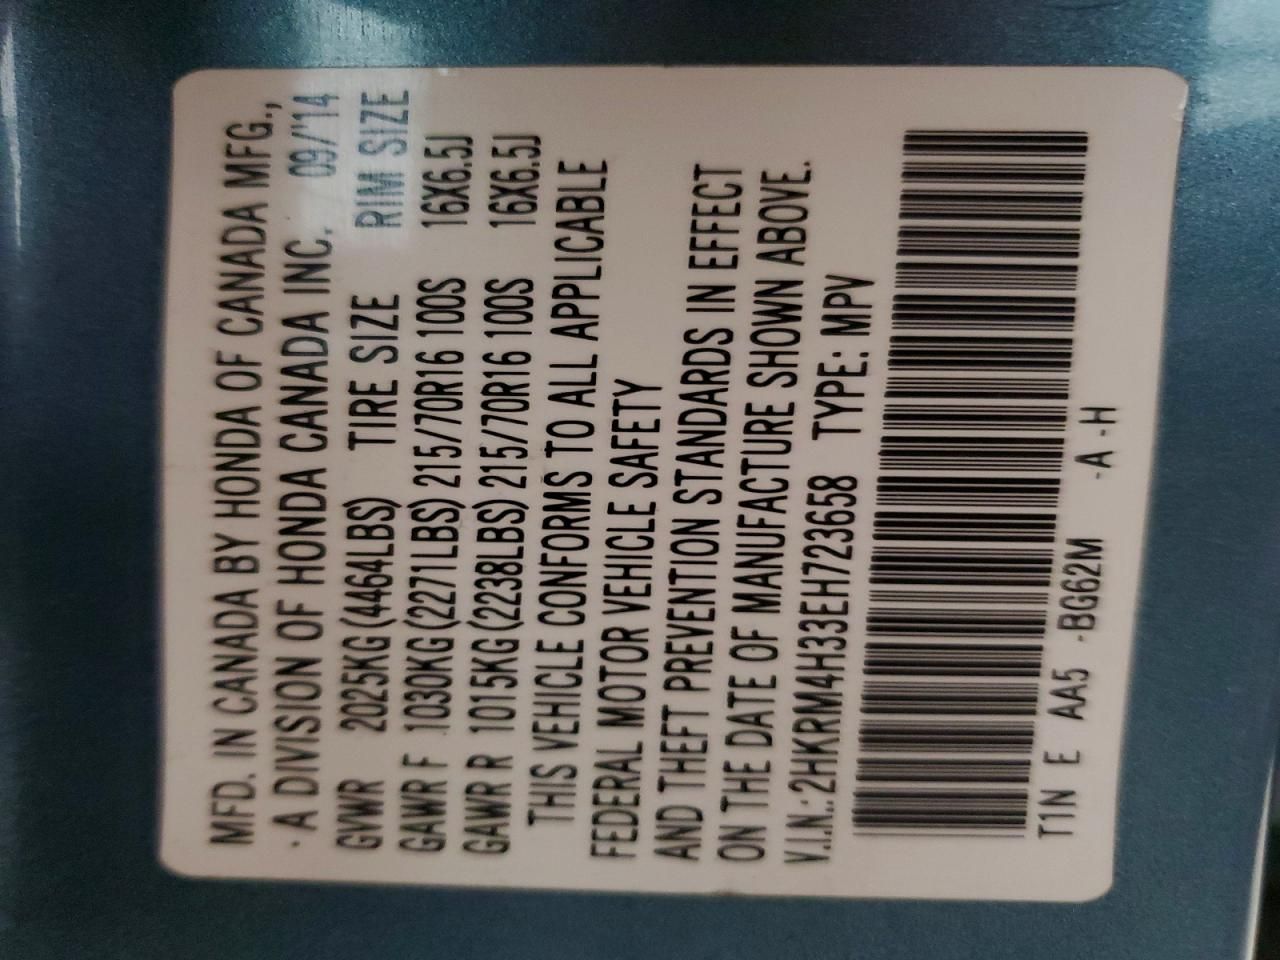 MFD. IN CANADA BY HONDA OF CANADA MFG.,
A DIVISION OF HONDA CANADA INC. 09/'14
GVWR 2025KG (4464LBS) TIRE SIZE RIM SIZE
GAWR F 1030KG (2271LBS) 215/70R16 100S 16X6.5J
GAWR R 1015KG (2238LBS) 215/70R16 100S 16X6.5J
THIS VEHICLE CONFORMS TO ALL APPLICABLE
FEDERAL MOTOR VEHICLE SAFETY
AND THEFT PREVENTION STANDARDS IN EFFECT
ON THE DATE OF MANUFACTURE SHOWN ABOVE.
V.I.N.: 2HKRM4H33EH723658 TYPE: MPV
T1N E AA5 -BG62M -A -H